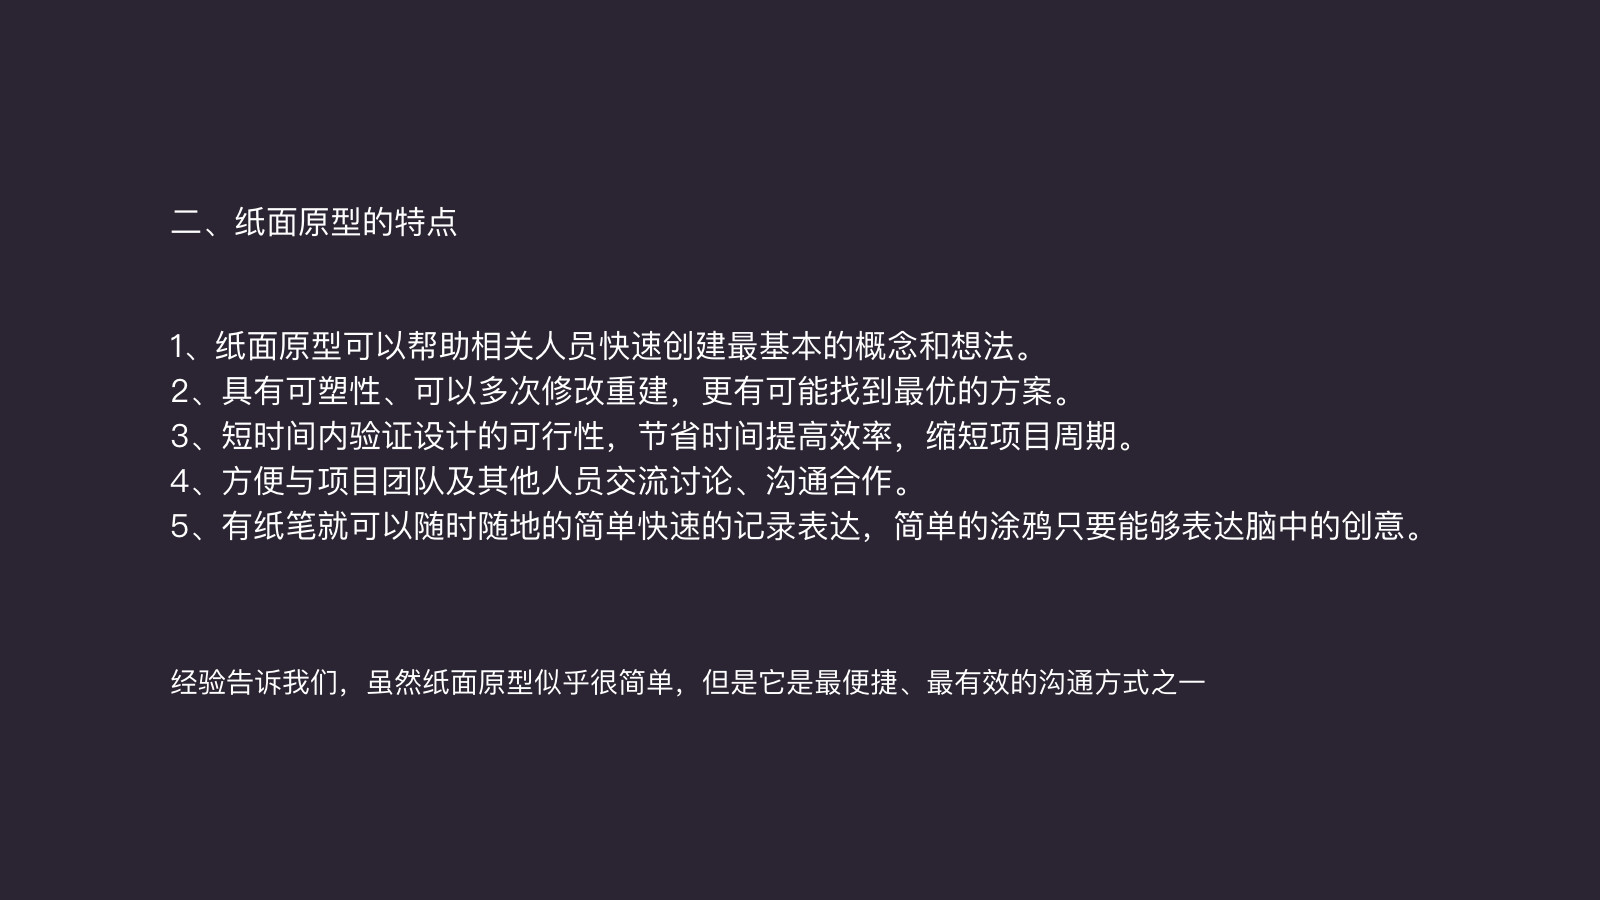 二、纸面原型的特点
1、纸面原型可以帮助相关人员快速创建最基本的概念和想法。
2、具有可塑性、可以多次修改重建，更有可能找到最优的方案。
3、短时间内验证设计的可行性，节省时间提高效率，缩短项目周期。
4、方便与项目团队及其他人员交流讨论、沟通合作。
5、有纸笔就可以随时随地的简单快速的记录表达，简单的涂鸦只要能够表达脑中的创意。
经验告诉我们，虽然纸面原型似乎很简单，但是它是最便捷、最有效的沟通方式之一